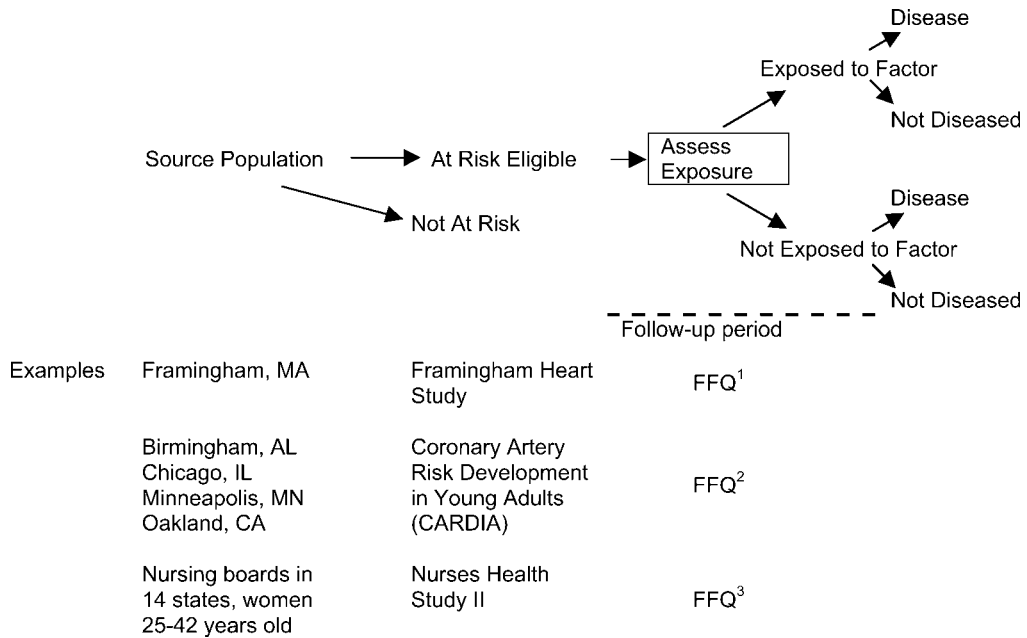 Disease
Exposed to Factor
Not Diseased
Source Population
At Risk Eligible
Assess
Exposure
Not At Risk
Disease
Not Exposed to Factor
Not Diseased
Follow-up period
Examples
Framingham, MA
Framingham Heart
Study
FFQ¹
Birmingham, AL
Chicago, IL
Minneapolis, MN
Oakland, CA
Coronary Artery
Risk Development
in Young Adults
(CARDIA)
FFQ²
Nursing boards in
14 states, women
25-42 years old
Nurses Health
Study II
FFQ³